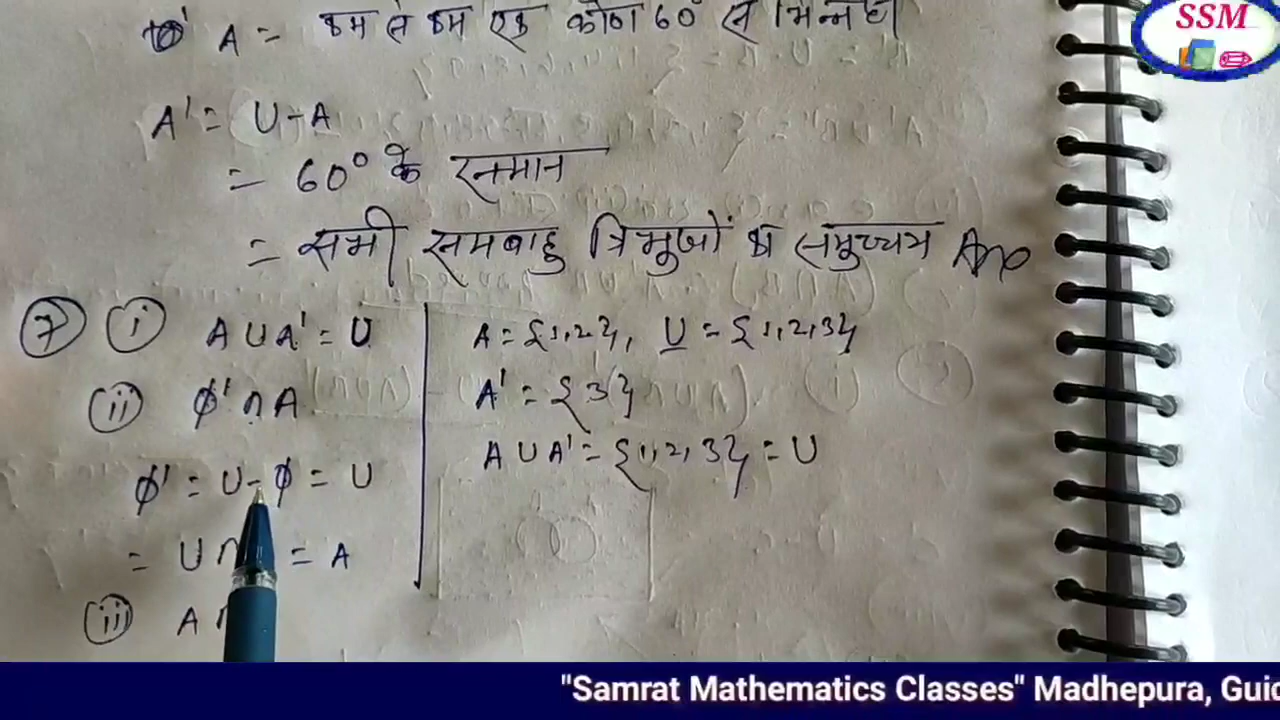 A = कम से कम एक कोण 60° से भिन्न हो
SSM
A' = U - A
= 60° के समान
= सभी समबाहु त्रिभुजों का समुच्चय Ans
7 (i) A ∪ A' = U
(ii) φ' ∩ A
φ' = U - φ = U
= U ∩ = A
(iii) A ∩
A = {1,2}, U = {1,2,3}
A' = {3}
A ∪ A' = {1,2,3} = U
"Samrat Mathematics Classes" Madhepura, Guid